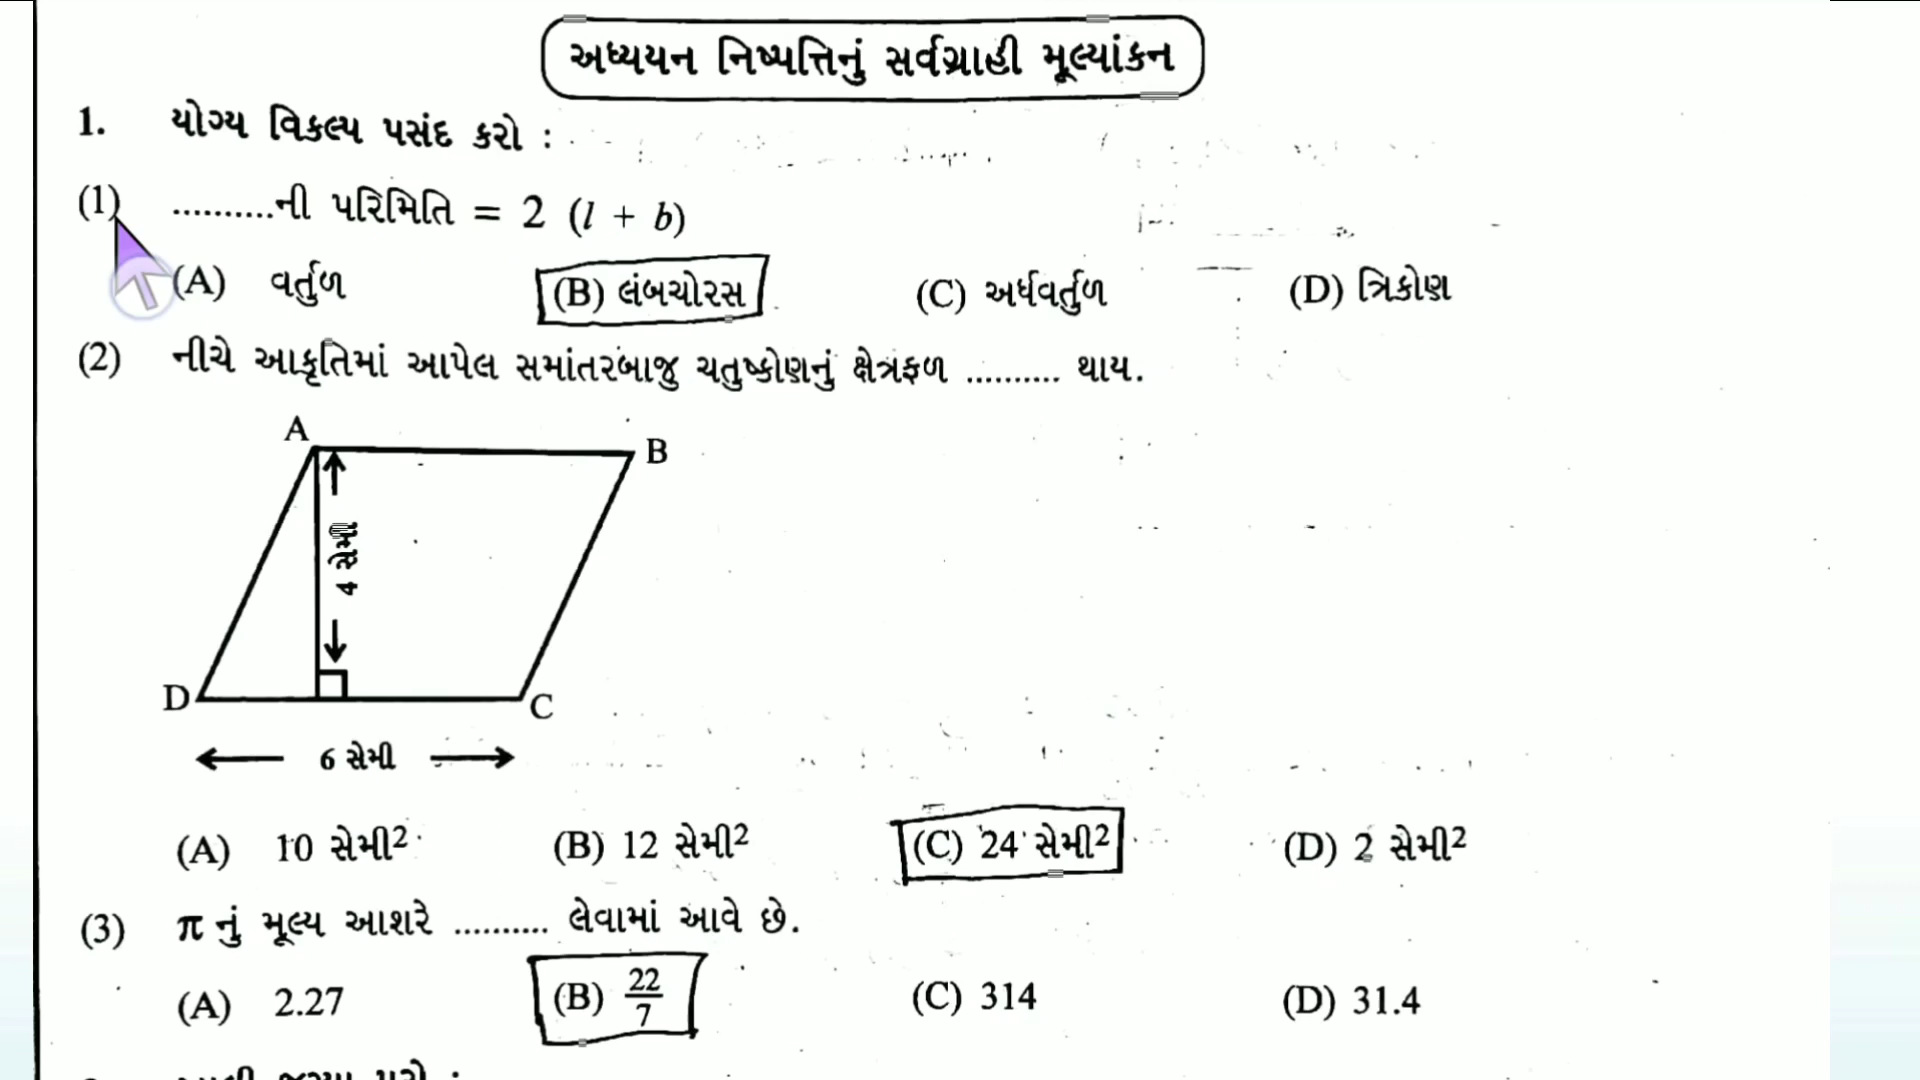 અધ્યયન નિષ્પત્તિનું સર્વગ્રાહી મૂલ્યાંકન
1. યોગ્ય વિકલ્પ પસંદ કરો :
(1) ..........ની પરિમિતિ = 2 (l + b)
(A) વર્તુળ (B) લંબચોરસ (C) અર્ધવર્તુળ (D) ત્રિકોણ
(2) નીચે આકૃતિમાં આપેલ સમાંતરબાજુ ચતુષ્કોણનું ક્ષેત્રફળ .......... થાય.
A
B
4 સેમી
D
C
6 સેમી
(A) 10 સેમી² (B) 12 સેમી² (C) 24 સેમી² (D) 2 સેમી²
(3) π નું મૂલ્ય આશરે .......... લેવામાં આવે છે.
(A) 2.27 (B) 22/7 (C) 314 (D) 31.4